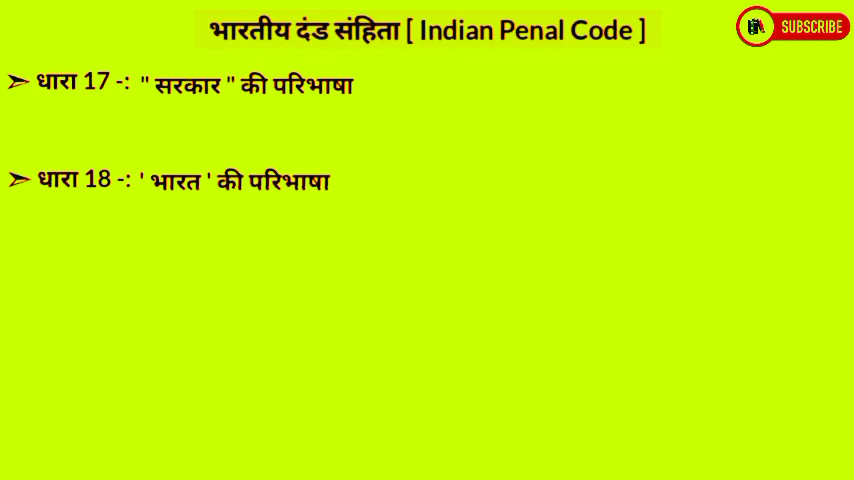 भारतीय दंड संहिता [ Indian Penal Code ]
SUBSCRIBE
➣ धारा 17 -: " सरकार " की परिभाषा
➣ धारा 18 -: ' भारत ' की परिभाषा